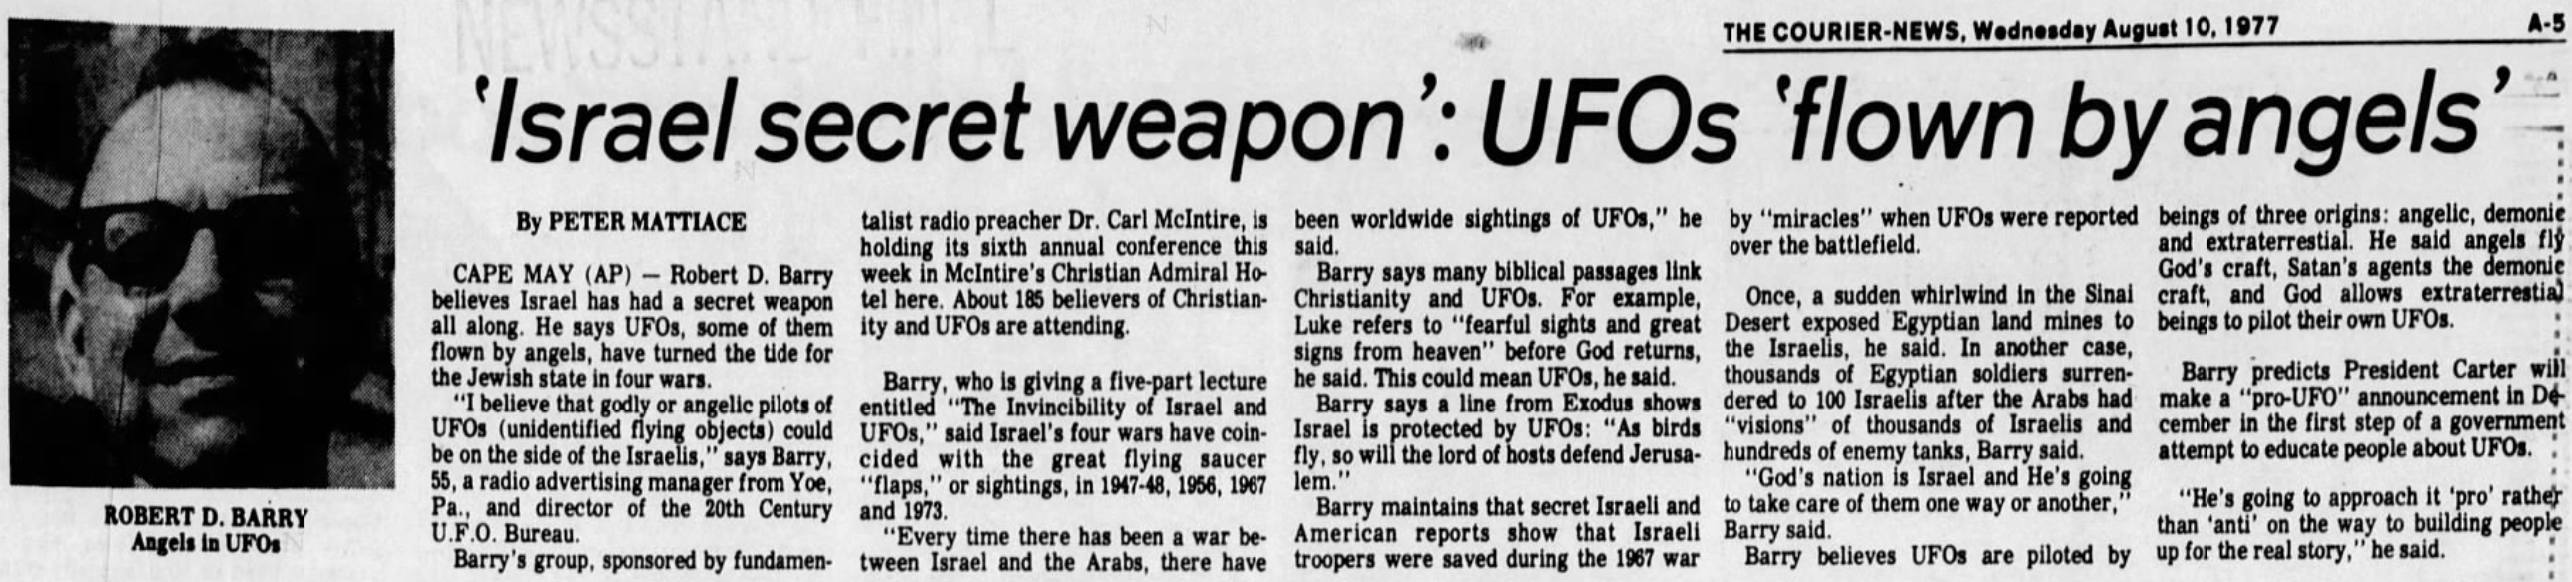 THE COURIER-NEWS, Wednesday August 10, 1977 A-5
'Israel secret weapon': UFOs 'flown by angels'
ROBERT D. BARRY
Angels in UFOs
By PETER MATTIACE
CAPE MAY (AP) — Robert D. Barry
believes Israel has had a secret weapon
all along. He says UFOs, some of them
flown by angels, have turned the tide for
the Jewish state in four wars.
"I believe that godly or angelic pilots of
UFOs (unidentified flying objects) could
be on the side of the Israelis," says Barry,
55, a radio advertising manager from Yoe,
Pa., and director of the 20th Century
U.F.O. Bureau.
Barry's group, sponsored by fundamen-
talist radio preacher Dr. Carl McIntire, is
holding its sixth annual conference this
week in McIntire's Christian Admiral Ho-
tel here. About 185 believers of Christian-
ity and UFOs are attending.
Barry, who is giving a five-part lecture
entitled "The Invincibility of Israel and
UFOs," said Israel's four wars have coin-
cided with the great flying saucer
"flaps," or sightings, in 1947-48, 1956, 1967
and 1973.
"Every time there has been a war be-
tween Israel and the Arabs, there have
been worldwide sightings of UFOs," he
said.
Barry says many biblical passages link
Christianity and UFOs. For example,
Luke refers to "fearful sights and great
signs from heaven" before God returns,
he said. This could mean UFOs, he said.
Barry says a line from Exodus shows
Israel is protected by UFOs: "As birds
fly, so will the lord of hosts defend Jerusa-
lem."
Barry maintains that secret Israeli and
American reports show that Israeli
troopers were saved during the 1967 war
by "miracles" when UFOs were reported
over the battlefield.
Once, a sudden whirlwind in the Sinai
Desert exposed Egyptian land mines to
the Israelis, he said. In another case,
thousands of Egyptian soldiers surren-
dered to 100 Israelis after the Arabs had
"visions" of thousands of Israelis and
hundreds of enemy tanks, Barry said.
"God's nation is Israel and He's going
to take care of them one way or another,"
Barry said.
Barry believes UFOs are piloted by
beings of three origins: angelic, demonic
and extraterrestial. He said angels fly
God's craft, Satan's agents the demonic
craft, and God allows extraterrestial
beings to pilot their own UFOs.
Barry predicts President Carter will
make a "pro-UFO" announcement in De-
cember in the first step of a government
attempt to educate people about UFOs.
"He's going to approach it 'pro' rather
than 'anti' on the way to building people
up for the real story," he said.